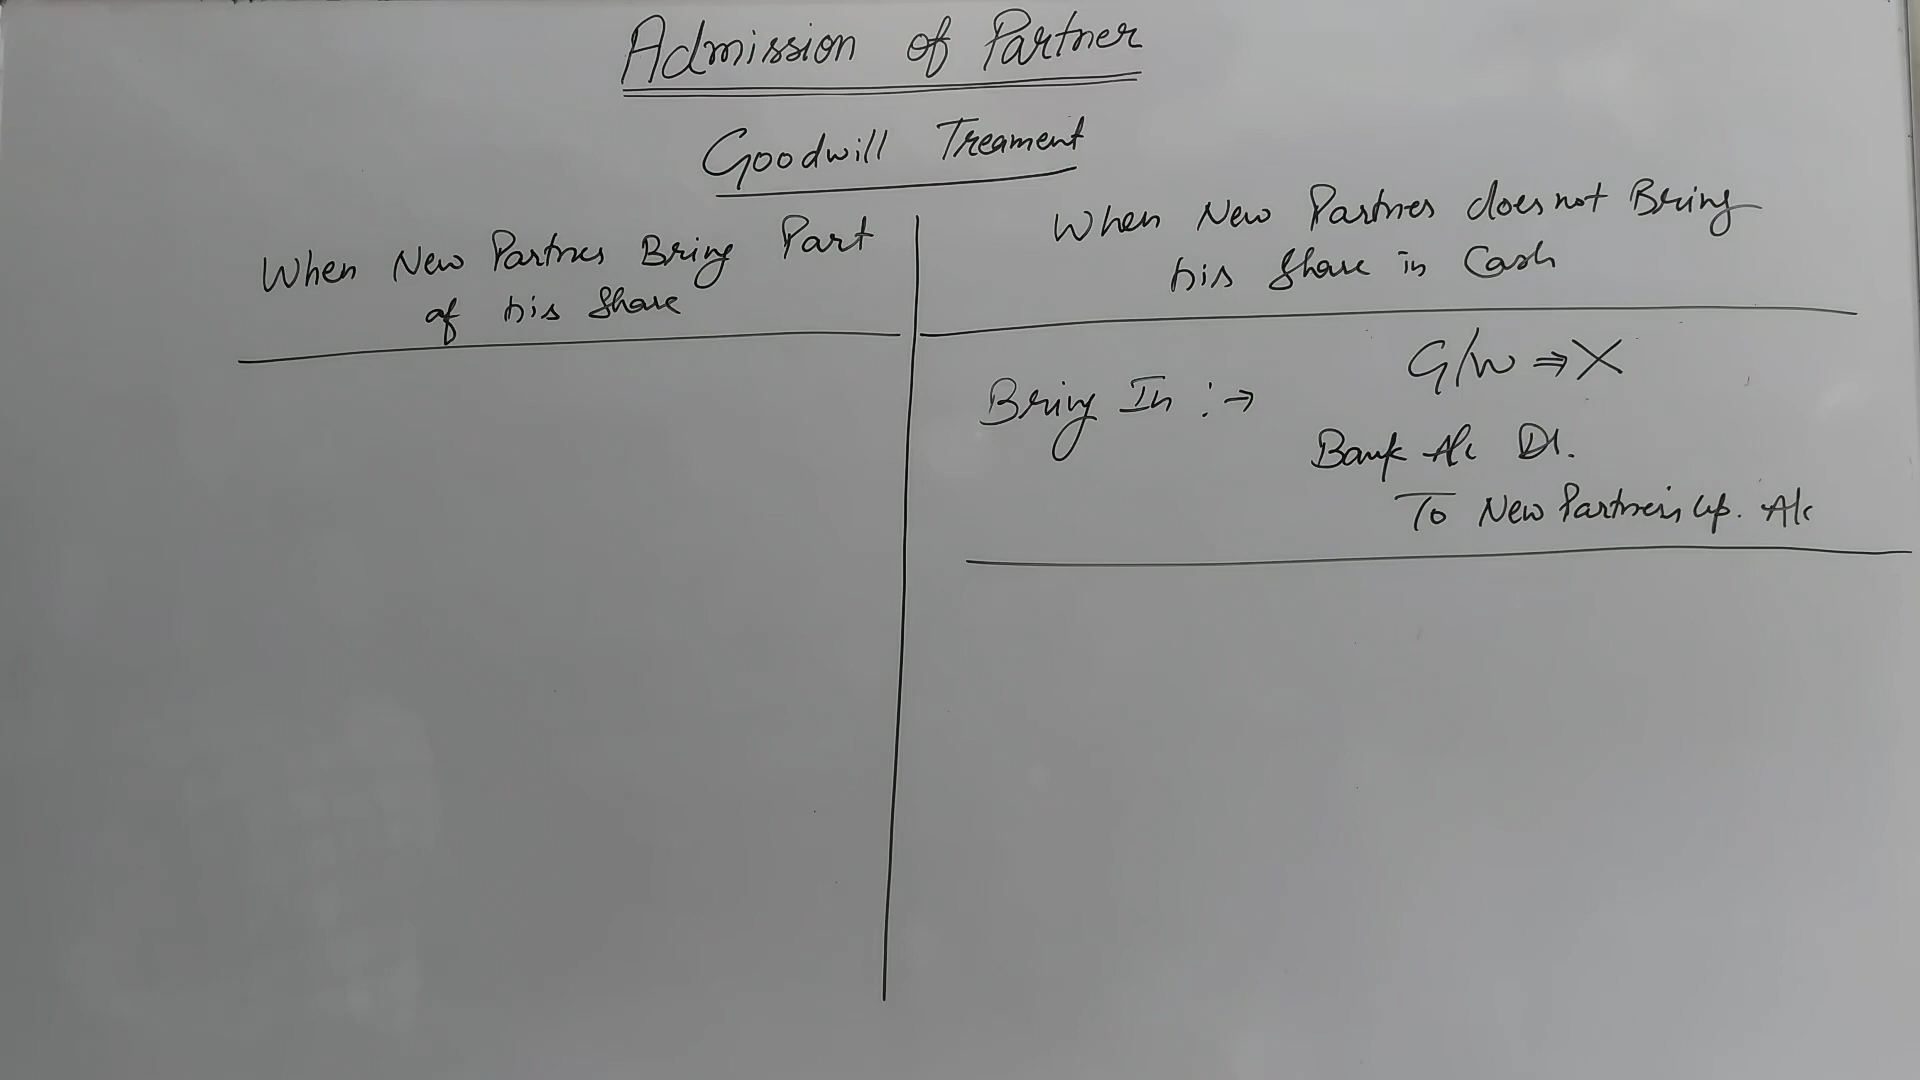 Admission of Partner
Goodwill Treament
When New Partner Bring Part
of his Share
When New Partner does not Bring
his Share in Cash
G/W ⇒ X
Bring In :→
Bank A/c Dr.
To New Partner's Cap. A/c